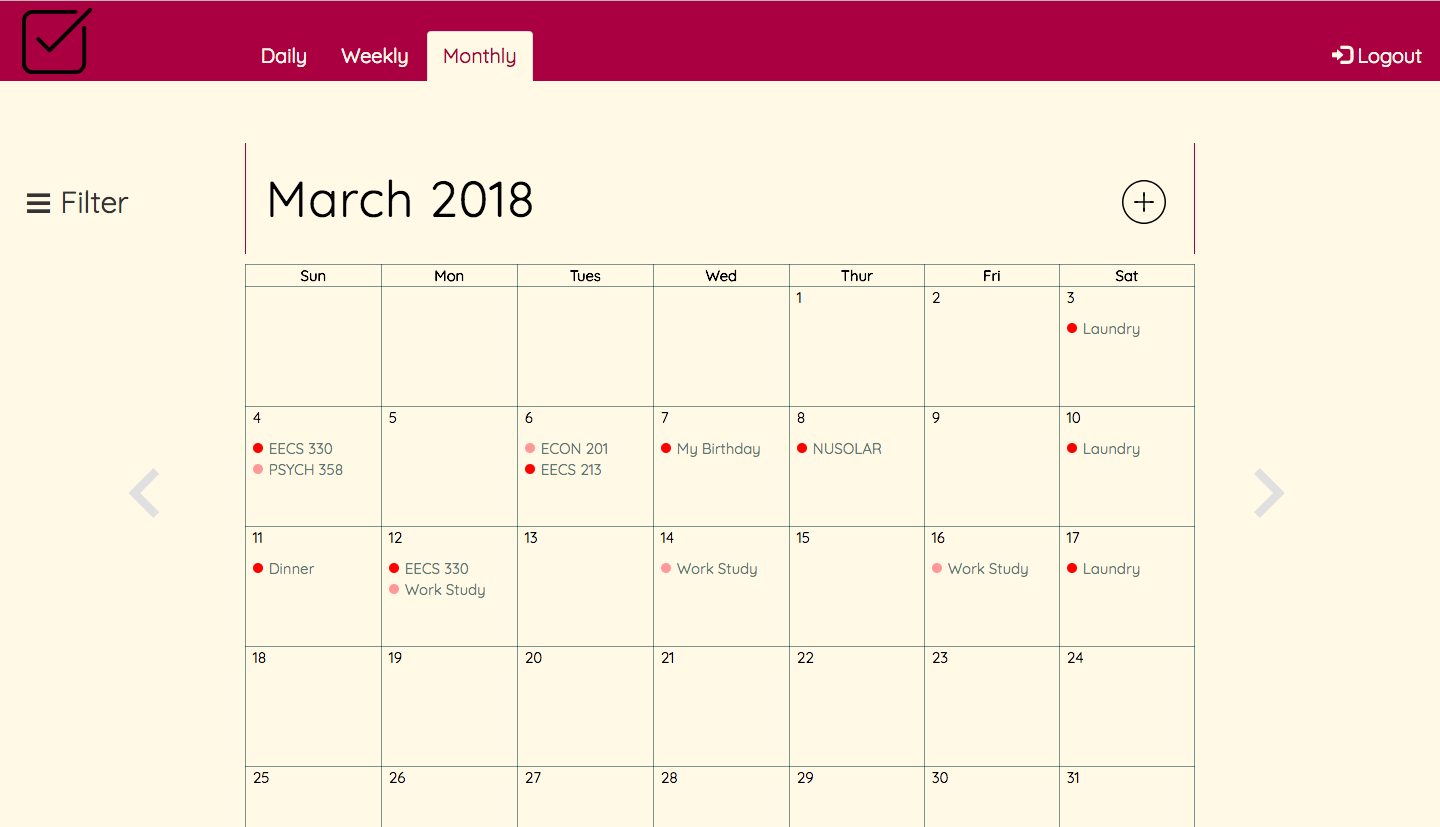 Daily Weekly Monthly Logout
Filter
March 2018
Sun Mon Tues Wed Thur Fri Sat
1 2 3
Laundry
4 5 6 7 8 9 10
EECS 330 ECON 201 My Birthday NUSOLAR Laundry
PSYCH 358 EECS 213
11 12 13 14 15 16 17
Dinner EECS 330 Work Study Work Study Laundry
Work Study
18 19 20 21 22 23 24
25 26 27 28 29 30 31